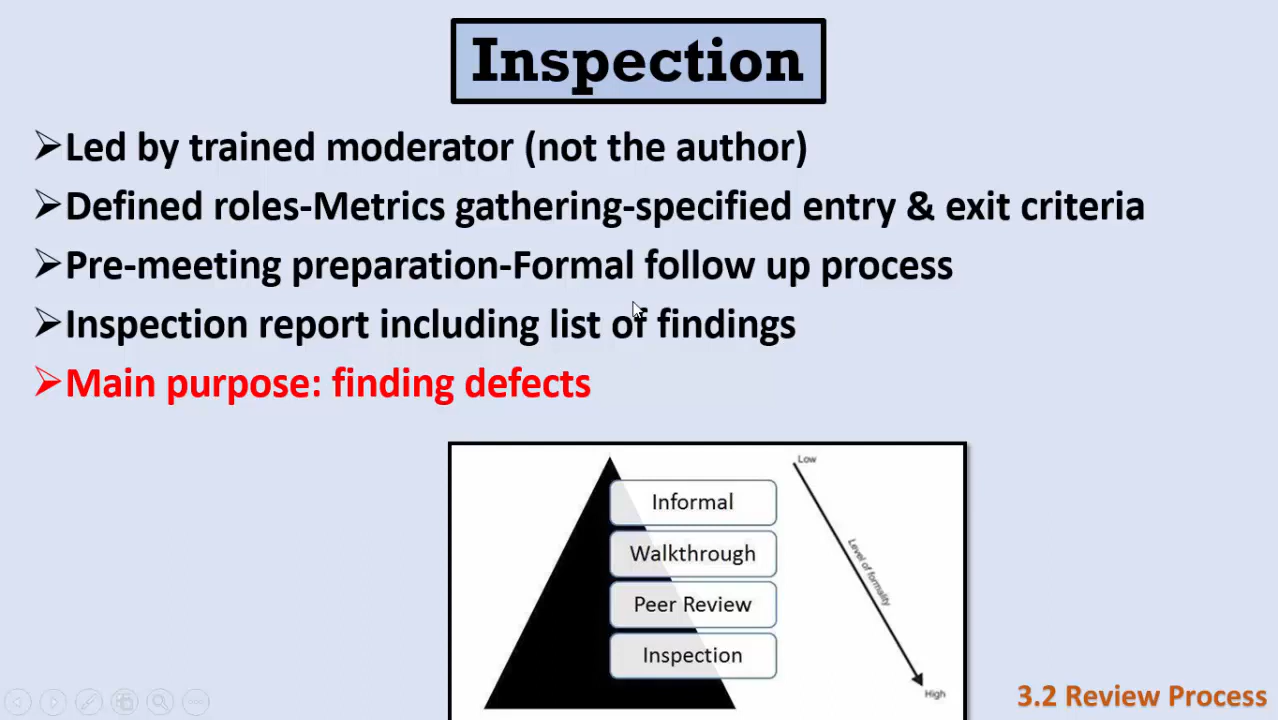 Inspection
Led by trained moderator (not the author)
Defined roles-Metrics gathering-specified entry & exit criteria
Pre-meeting preparation-Formal follow up process
Inspection report including list of findings
Main purpose: finding defects
Low
Informal
Walkthrough
Level of formality
Peer Review
Inspection
High
3.2 Review Process